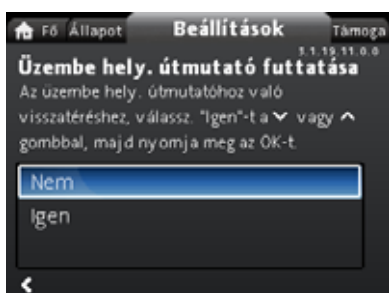 Fő Állapot Beállítások Támoga
3.1.19.11.0.0
Üzembe hely. útmutató futtatása
Az üzembe hely. útmutatóhoz való
visszatéréshez, válassz. "Igen"-t a vagy
gombbal, majd nyomja meg az OK-t.
Nem
Igen